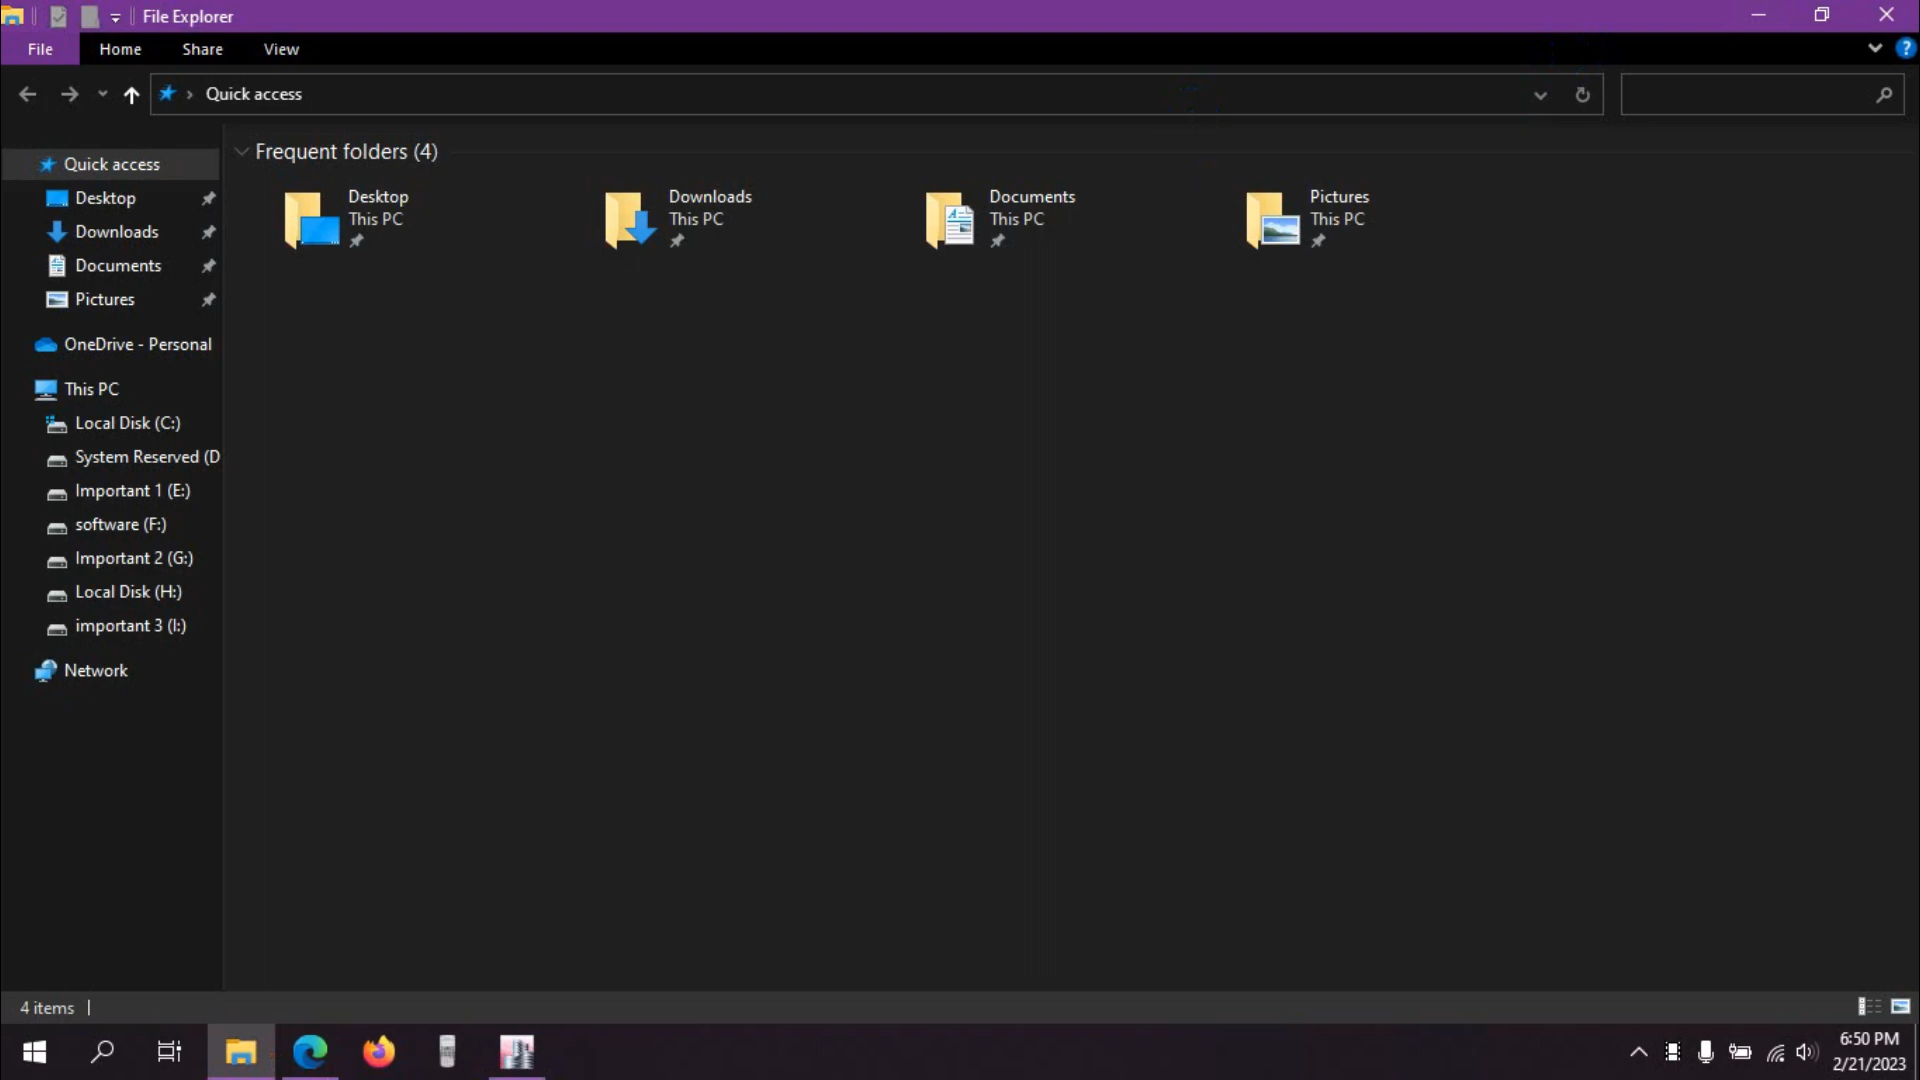 File Explorer
File Home Share View
Quick access
Frequent folders (4)
Quick access
Desktop
Downloads
Documents
Pictures
OneDrive - Personal
This PC
Local Disk (C:)
System Reserved (D
Important 1 (E:)
software (F:)
Important 2 (G:)
Local Disk (H:)
important 3 (I:)
Network
Desktop
This PC
Downloads
This PC
Documents
This PC
Pictures
This PC
4 items
6:50 PM
2/21/2023